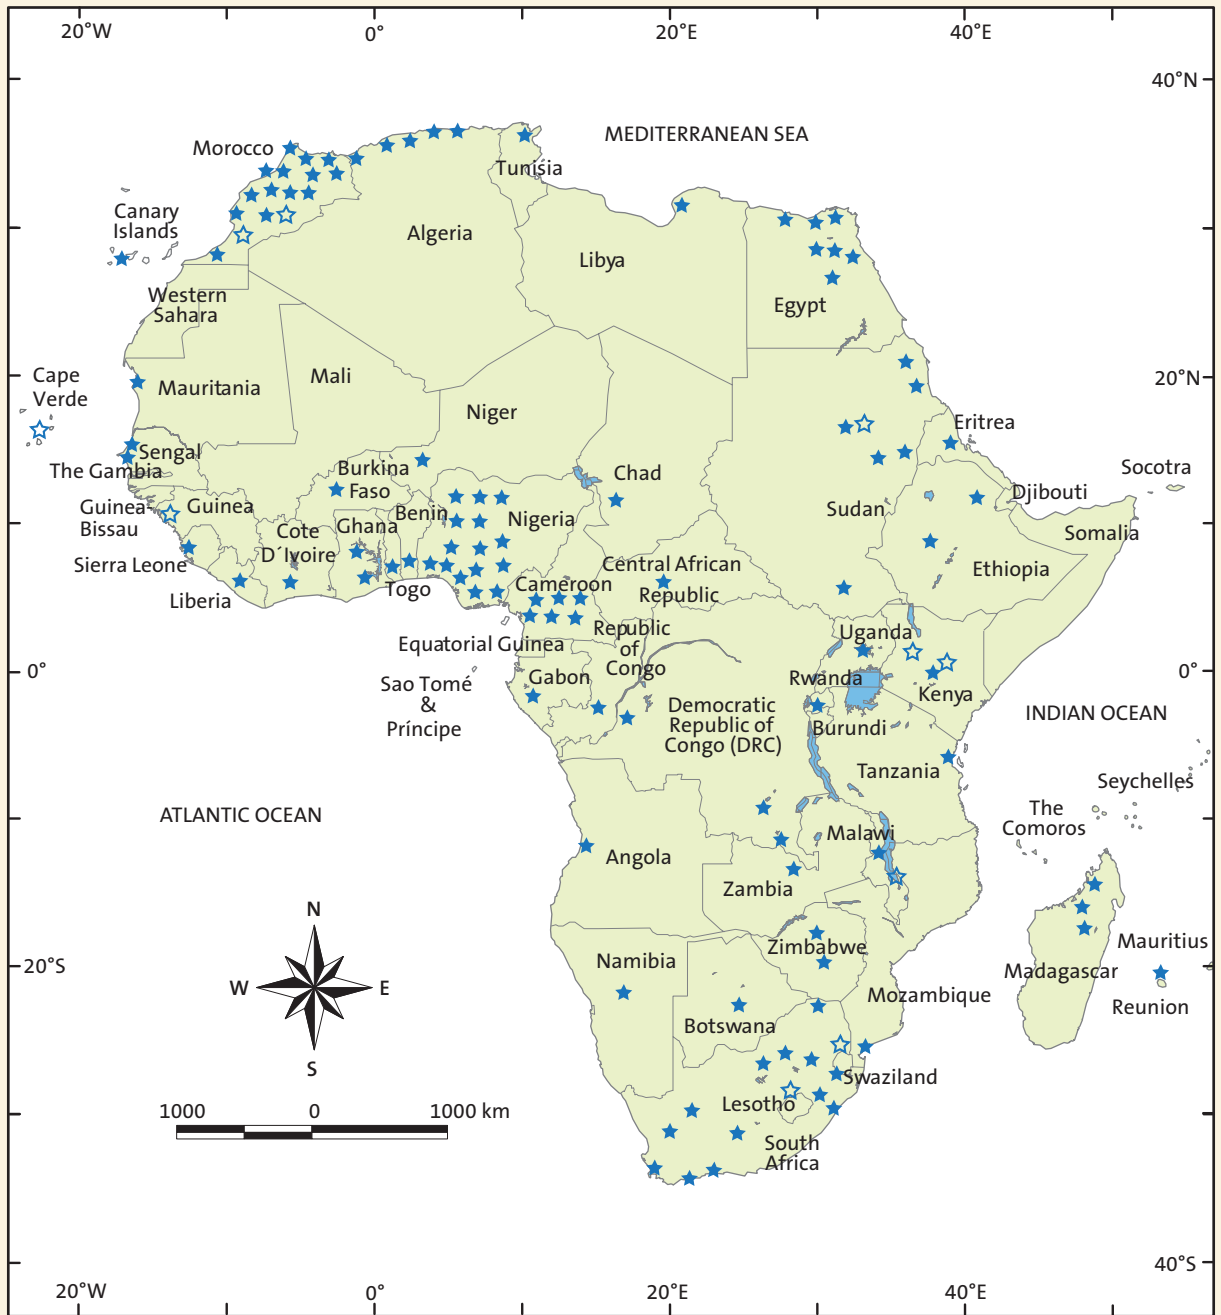 20°W
0°
20°E
40°E
40°N
MEDITERRANEAN SEA
Morocco
Tunisia
Canary
Islands
Algeria
Libya
Egypt
Western
Sahara
Cape
Verde
Mauritania
Mali
20°N
Niger
Eritrea
Sengal
The Gambia
Burkina
Faso
Chad
Socotra
Djibouti
Guinea-
Bissau
Guinea
Benin
Ghana
Nigeria
Sudan
Somalia
Cote
D´Ivoire
Sierra Leone
Central African
Republic
Ethiopia
Togo
Cameroon
Liberia
Equatorial Guinea
Republic
of
Congo
Uganda
0°
Sao Tomé
&
Príncipe
Gabon
Rwanda
Kenya
0°
Democratic
Republic of
Congo (DRC)
Burundi
INDIAN OCEAN
Tanzania
Seychelles
ATLANTIC OCEAN
The
Comoros
Malawi
Angola
Zambia
N
W
E
S
Zimbabwe
Mauritius
20°S
Namibia
Madagascar
Mozambique
Reunion
Botswana
Swaziland
1000
0
1000 km
Lesotho
South
Africa
40°S
20°W
0°
20°E
40°E